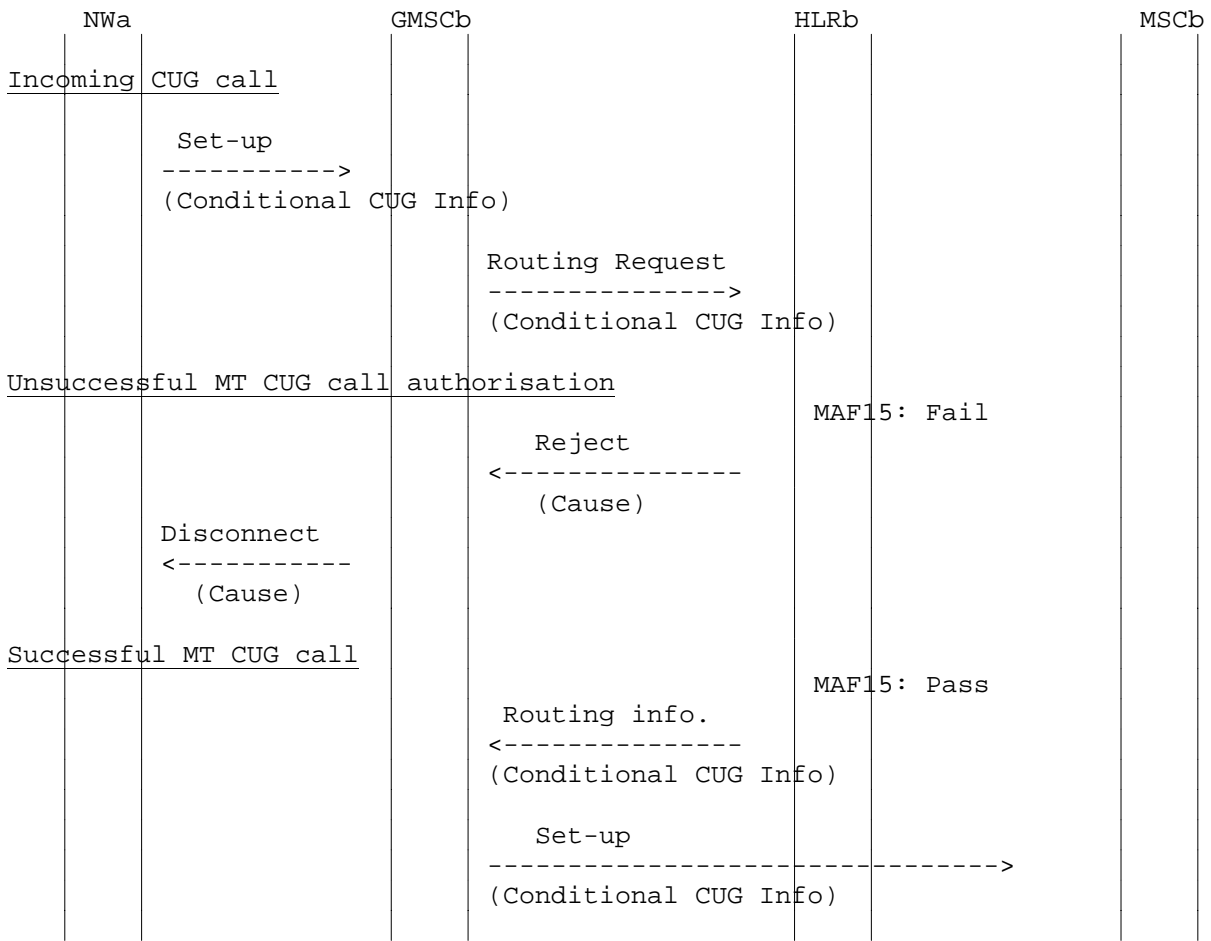 NWa GMSCb HLRb MSCb
Incoming CUG call
Set-up
----------->
(Conditional CUG Info)
Routing Request
--------------->
(Conditional CUG Info)
Unsuccessful MT CUG call authorisation
MAF15: Fail
Reject
<---------------
(Cause)
Disconnect
<-----------
(Cause)
Successful MT CUG call
MAF15: Pass
Routing info.
<---------------
(Conditional CUG Info)
Set-up
-------------------------------->
(Conditional CUG Info)